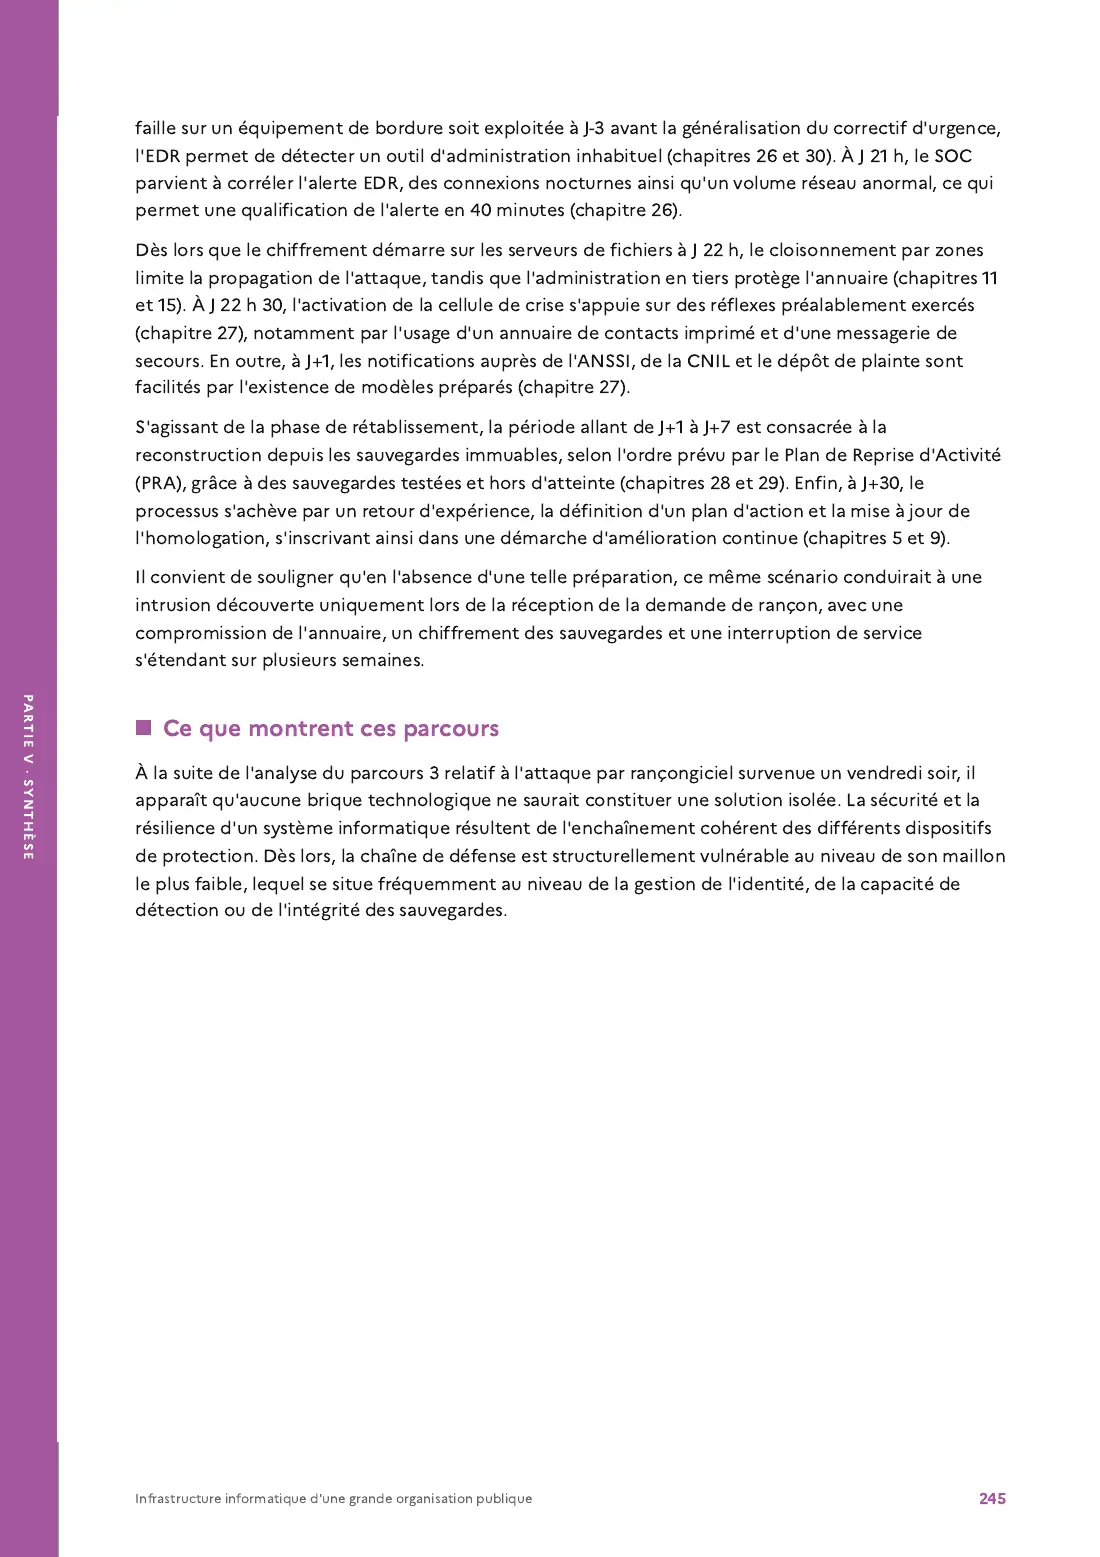 faille sur un équipement de bordure soit exploitée à J-3 avant la généralisation du correctif d'urgence,
l'EDR permet de détecter un outil d'administration inhabituel (chapitres 26 et 30). À J 21 h, le SOC
parvient à corréler l'alerte EDR, des connexions nocturnes ainsi qu'un volume réseau anormal, ce qui
permet une qualification de l'alerte en 40 minutes (chapitre 26).
Dès lors que le chiffrement démarre sur les serveurs de fichiers à J 22 h, le cloisonnement par zones
limite la propagation de l'attaque, tandis que l'administration en tiers protège l'annuaire (chapitres 11
et 15). À J 22 h 30, l'activation de la cellule de crise s'appuie sur des réflexes préalablement exercés
(chapitre 27), notamment par l'usage d'un annuaire de contacts imprimé et d'une messagerie de
secours. En outre, à J+1, les notifications auprès de l'ANSSI, de la CNIL et le dépôt de plainte sont
facilités par l'existence de modèles préparés (chapitre 27).
S'agissant de la phase de rétablissement, la période allant de J+1 à J+7 est consacrée à la
reconstruction depuis les sauvegardes immuables, selon l'ordre prévu par le Plan de Reprise d'Activité
(PRA), grâce à des sauvegardes testées et hors d'atteinte (chapitres 28 et 29). Enfin, à J+30, le
processus s'achève par un retour d'expérience, la définition d'un plan d'action et la mise à jour de
l'homologation, s'inscrivant ainsi dans une démarche d'amélioration continue (chapitres 5 et 9).
Il convient de souligner qu'en l'absence d'une telle préparation, ce même scénario conduirait à une
intrusion découverte uniquement lors de la réception de la demande de rançon, avec une
compromission de l'annuaire, un chiffrement des sauvegardes et une interruption de service
s'étendant sur plusieurs semaines.
PARTIE V · SYNTHÈSE
Ce que montrent ces parcours
À la suite de l'analyse du parcours 3 relatif à l'attaque par rançongiciel survenue un vendredi soir, il
apparaît qu'aucune brique technologique ne saurait constituer une solution isolée. La sécurité et la
résilience d'un système informatique résultent de l'enchaînement cohérent des différents dispositifs
de protection. Dès lors, la chaîne de défense est structurellement vulnérable au niveau de son maillon
le plus faible, lequel se situe fréquemment au niveau de la gestion de l'identité, de la capacité de
détection ou de l'intégrité des sauvegardes.
Infrastructure informatique d'une grande organisation publique
245